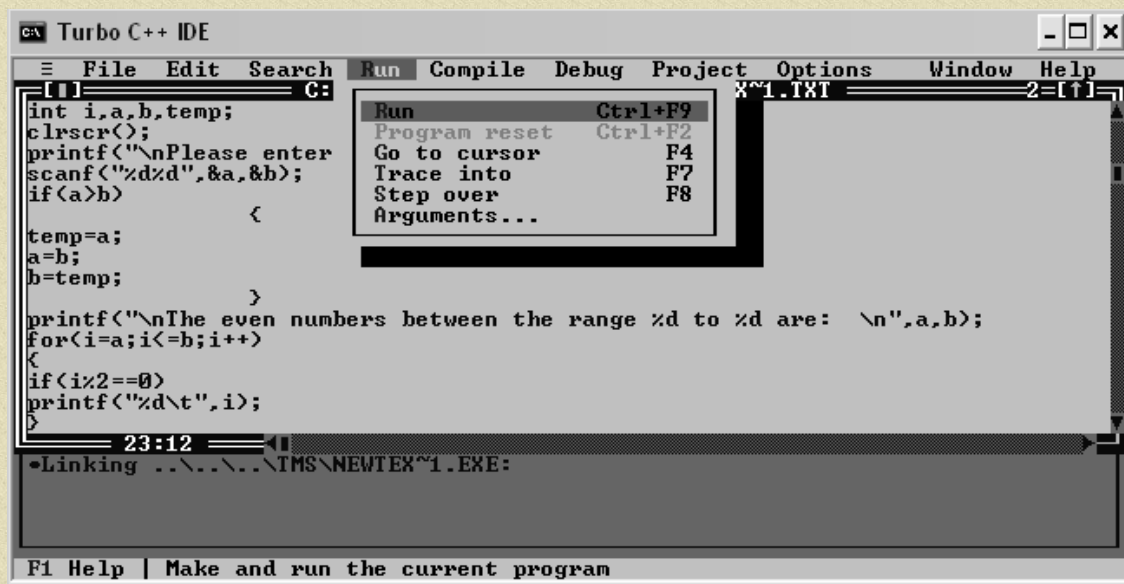 Turbo C++ IDE
≡ File Edit Search Run Compile Debug Project Options Window Help
C: X~1.TXT 2=[↑]
int i,a,b,temp;
clrscr();
printf("\nPlease enter
scanf("%d%d",&a,&b);
if(a>b)
{
temp=a;
a=b;
b=temp;
}
printf("\nThe even numbers between the range %d to %d are:  \n",a,b);
for(i=a;i<=b;i++)
{
if(i%2==0)
printf("%d\t",i);
}
23:12
Run Ctrl+F9
Program reset Ctrl+F2
Go to cursor F4
Trace into F7
Step over F8
Arguments...
•Linking ..\..\..\TMS\NEWTEX~1.EXE:
F1 Help | Make and run the current program